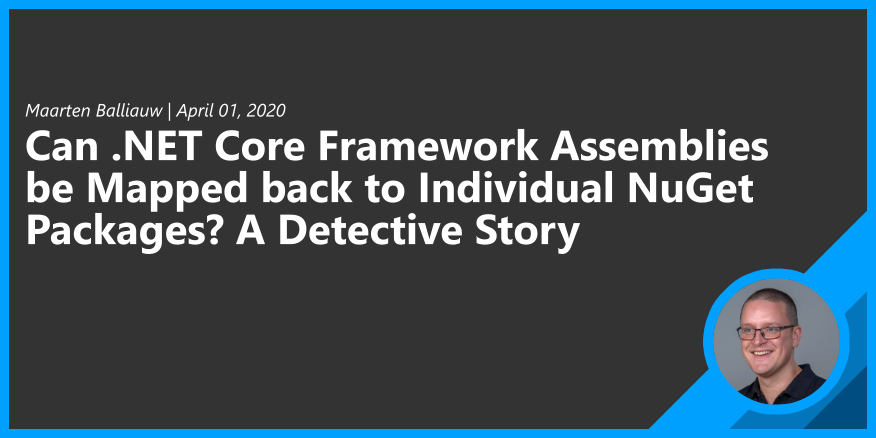 Maarten Balliauw | April 01, 2020
Can .NET Core Framework Assemblies
be Mapped back to Individual NuGet
Packages? A Detective Story